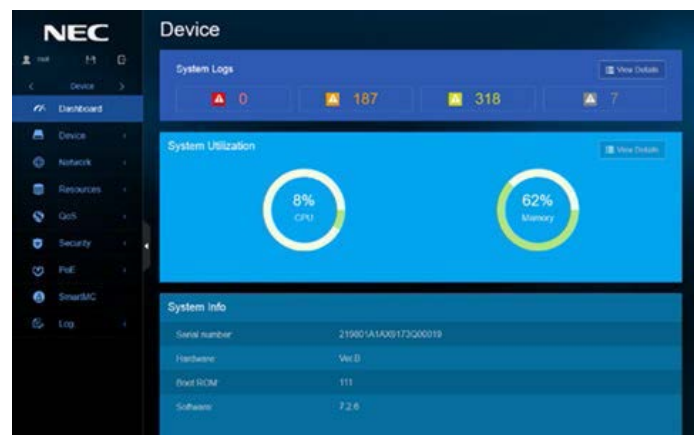 NEC
Device
root
Device
Dashboard
Device
Network
Resources
QoS
Security
PoE
SmartMC
Log
System Logs
View Details
0
187
318
7
System Utilization
View Details
8%
CPU
62%
Memory
System Info
Serial number
Hardware
Ver.B
Boot ROM
111
Software
7.2.6